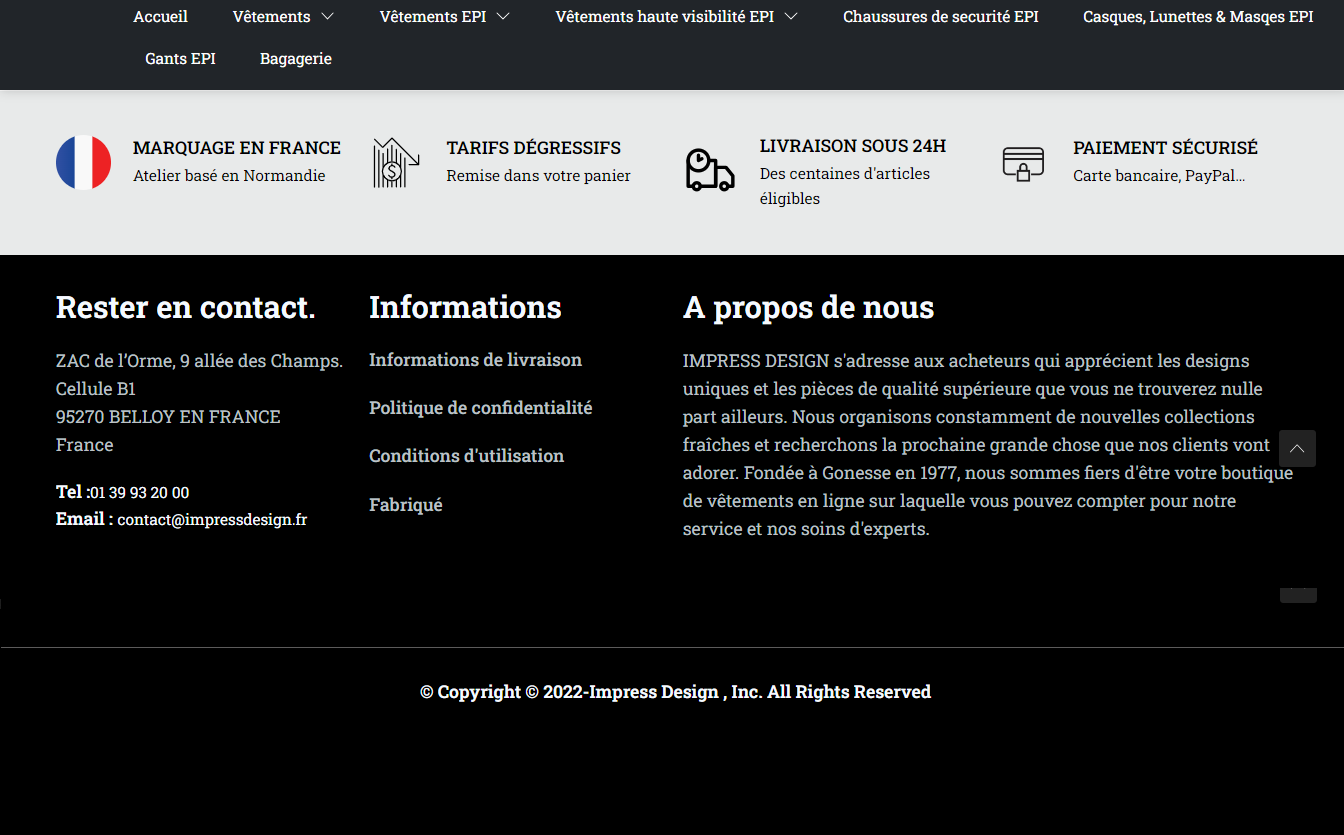 Accueil Vêtements Vêtements EPI Vêtements haute visibilité EPI Chaussures de securité EPI Casques, Lunettes & Masqes EPI
Gants EPI Bagagerie
MARQUAGE EN FRANCE
Atelier basé en Normandie
TARIFS DÉGRESSIFS
Remise dans votre panier
LIVRAISON SOUS 24H
Des centaines d'articles
éligibles
PAIEMENT SÉCURISÉ
Carte bancaire, PayPal...
Rester en contact.
ZAC de l’Orme, 9 allée des Champs.
Cellule B1
95270 BELLOY EN FRANCE
France
Tel :01 39 93 20 00
Email : contact@impressdesign.fr
Informations
Informations de livraison
Politique de confidentialité
Conditions d'utilisation
Fabriqué
A propos de nous
IMPRESS DESIGN s'adresse aux acheteurs qui apprécient les designs
uniques et les pièces de qualité supérieure que vous ne trouverez nulle
part ailleurs. Nous organisons constamment de nouvelles collections
fraîches et recherchons la prochaine grande chose que nos clients vont
adorer. Fondée à Gonesse en 1977, nous sommes fiers d'être votre boutique
de vêtements en ligne sur laquelle vous pouvez compter pour notre
service et nos soins d'experts.
© Copyright © 2022-Impress Design , Inc. All Rights Reserved